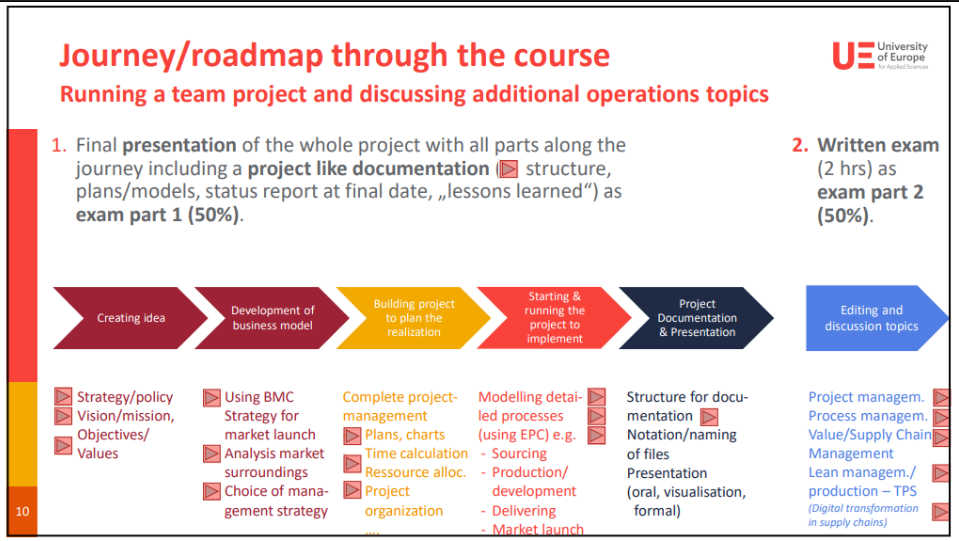 Journey/roadmap through the course
University
of Europe
for Applied Sciences
Running a team project and discussing additional operations topics
1. Final presentation of the whole project with all parts along the
journey including a project like documentation ( structure,
plans/models, status report at final date, „lessons learned“) as
exam part 1 (50%).
2. Written exam
(2 hrs) as
exam part 2
(50%).
Creating idea
Development of
business model
Building project
to plan the
realization
Starting &
running the
project to
implement
Project
Documentation
& Presentation
Editing and
discussion topics
Strategy/policy
Vision/mission,
Objectives/
Values
Using BMC
Strategy for
market launch
Analysis market
surroundings
Choice of mana-
gement strategy
Complete project-
management
Plans, charts
Time calculation
Ressource alloc.
Project
organization
....
Modelling detai-
led processes
(using EPC) e.g.
- Sourcing
- Production/
development
- Delivering
- Market launch
Structure for docu-
mentation
Notation/naming
of files
Presentation
(oral, visualisation,
formal)
Project managem.
Process managem.
Value/Supply Chain
Management
Lean managem./
production – TPS
(Digital transformation
in supply chains)
10